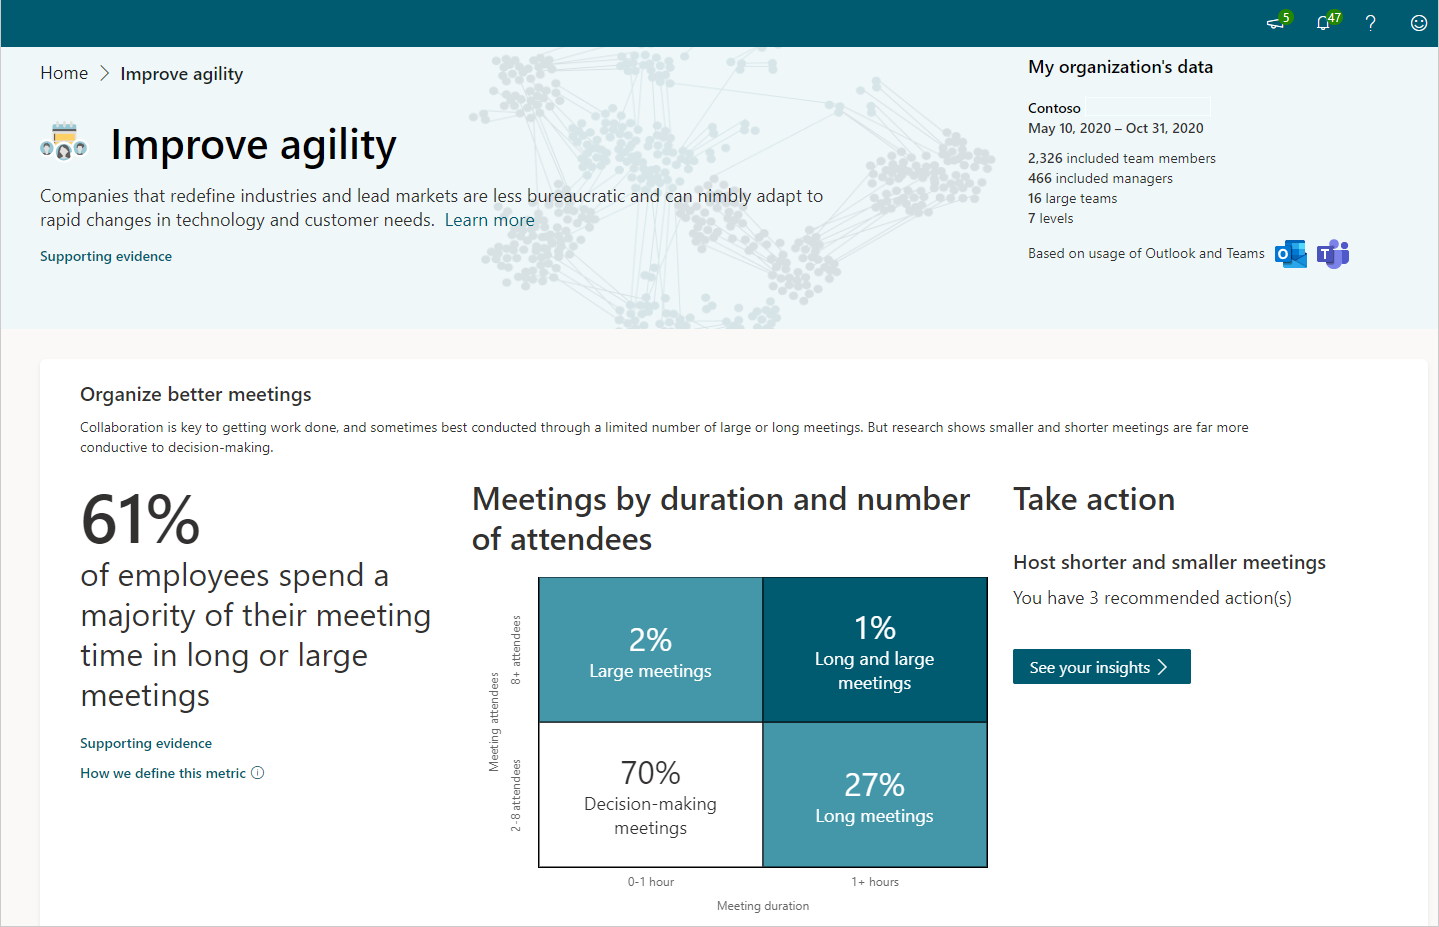 5
47
?
Home > Improve agility
Improve agility
Companies that redefine industries and lead markets are less bureaucratic and can nimbly adapt to
rapid changes in technology and customer needs. Learn more
Supporting evidence
My organization's data
Contoso
May 10, 2020 – Oct 31, 2020
2,326 included team members
466 included managers
16 large teams
7 levels
Based on usage of Outlook and Teams
Organize better meetings
Collaboration is key to getting work done, and sometimes best conducted through a limited number of large or long meetings. But research shows smaller and shorter meetings are far more
conductive to decision-making.
61%
of employees spend a
majority of their meeting
time in long or large
meetings
Supporting evidence
How we define this metric
Meetings by duration and number
of attendees
Meeting attendees
8+ attendees
2-8 attendees
2%
Large meetings
1%
Long and large
meetings
70%
Decision-making
meetings
27%
Long meetings
0-1 hour
1+ hours
Meeting duration
Take action
Host shorter and smaller meetings
You have 3 recommended action(s)
See your insights >